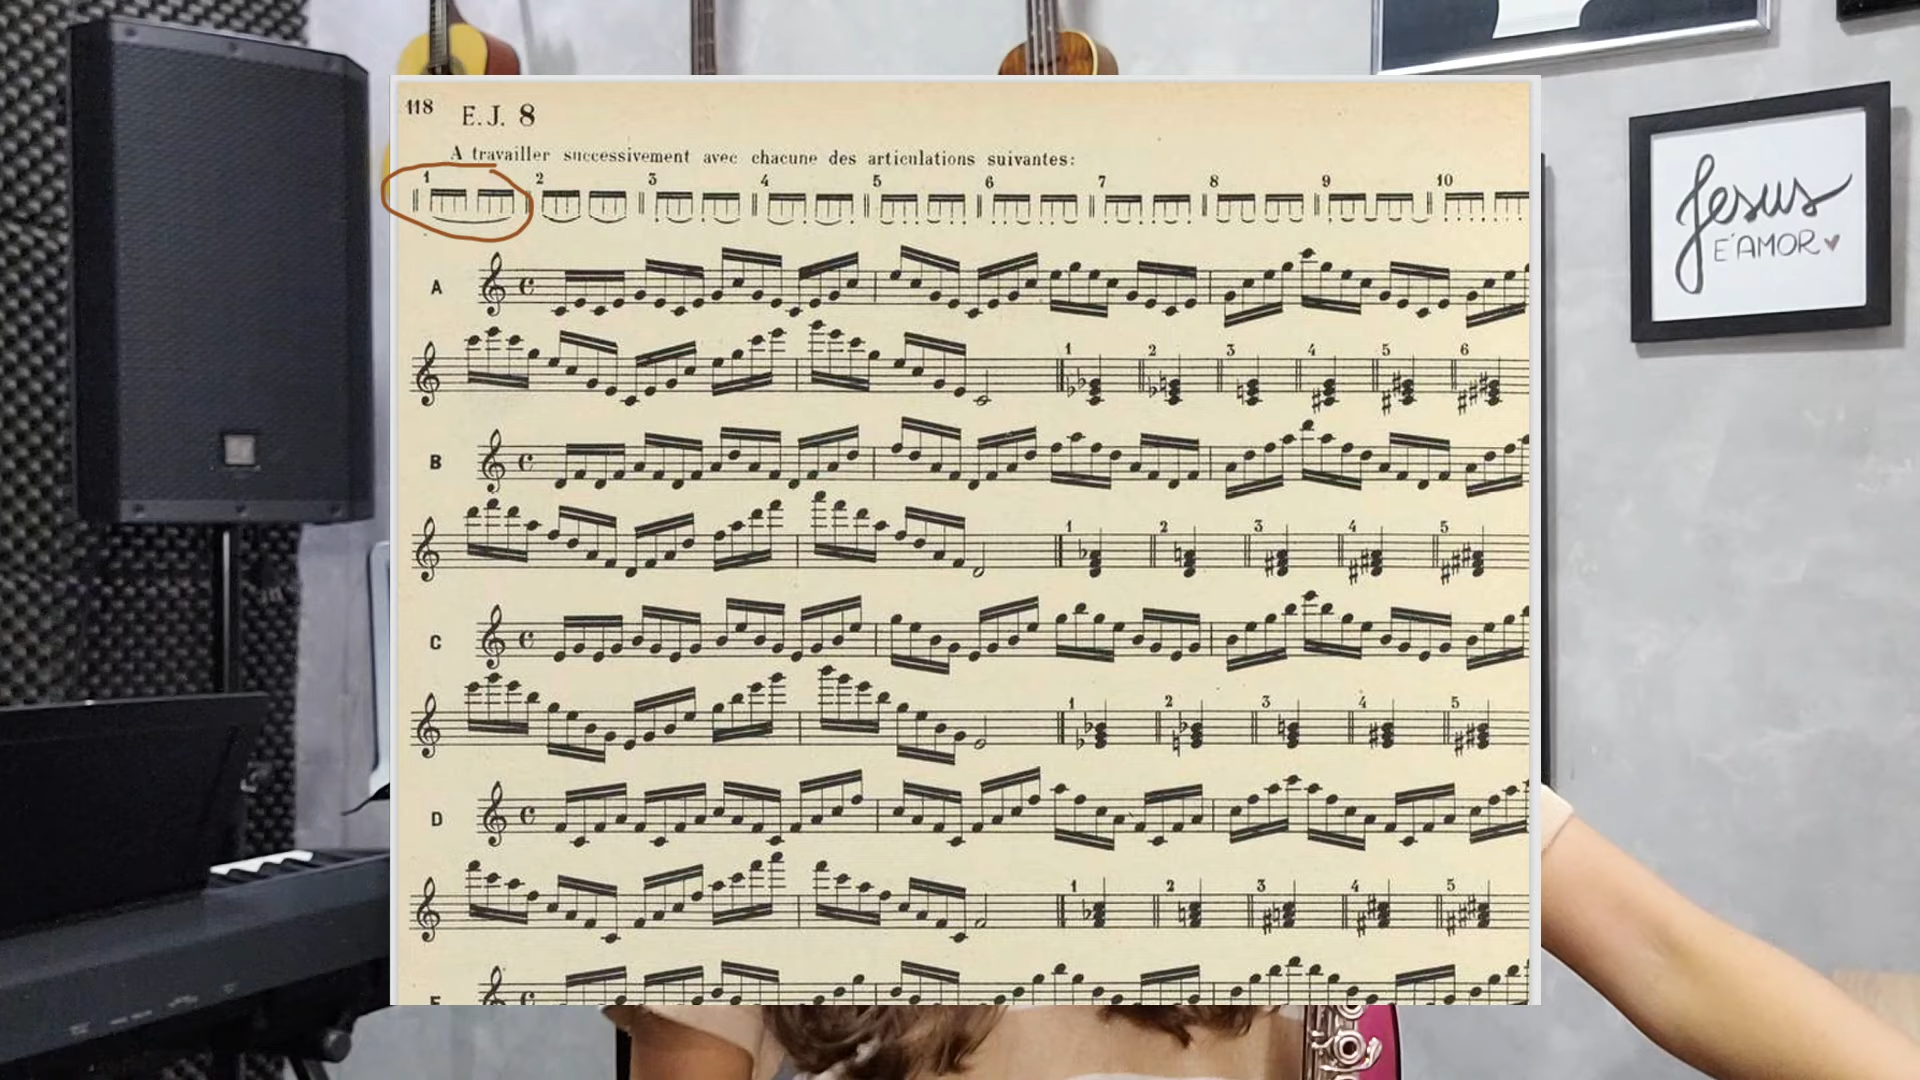 118 E.J. 8
A travailler successivement avec chacune des articulations suivantes:
1 2 3 4 5 6 7 8 9 10
A
1 2 3 4 5 6
B
1 2 3 4 5
C
1 2 3 4 5
D
1 2 3 4 5
Jesus
E'AMOR